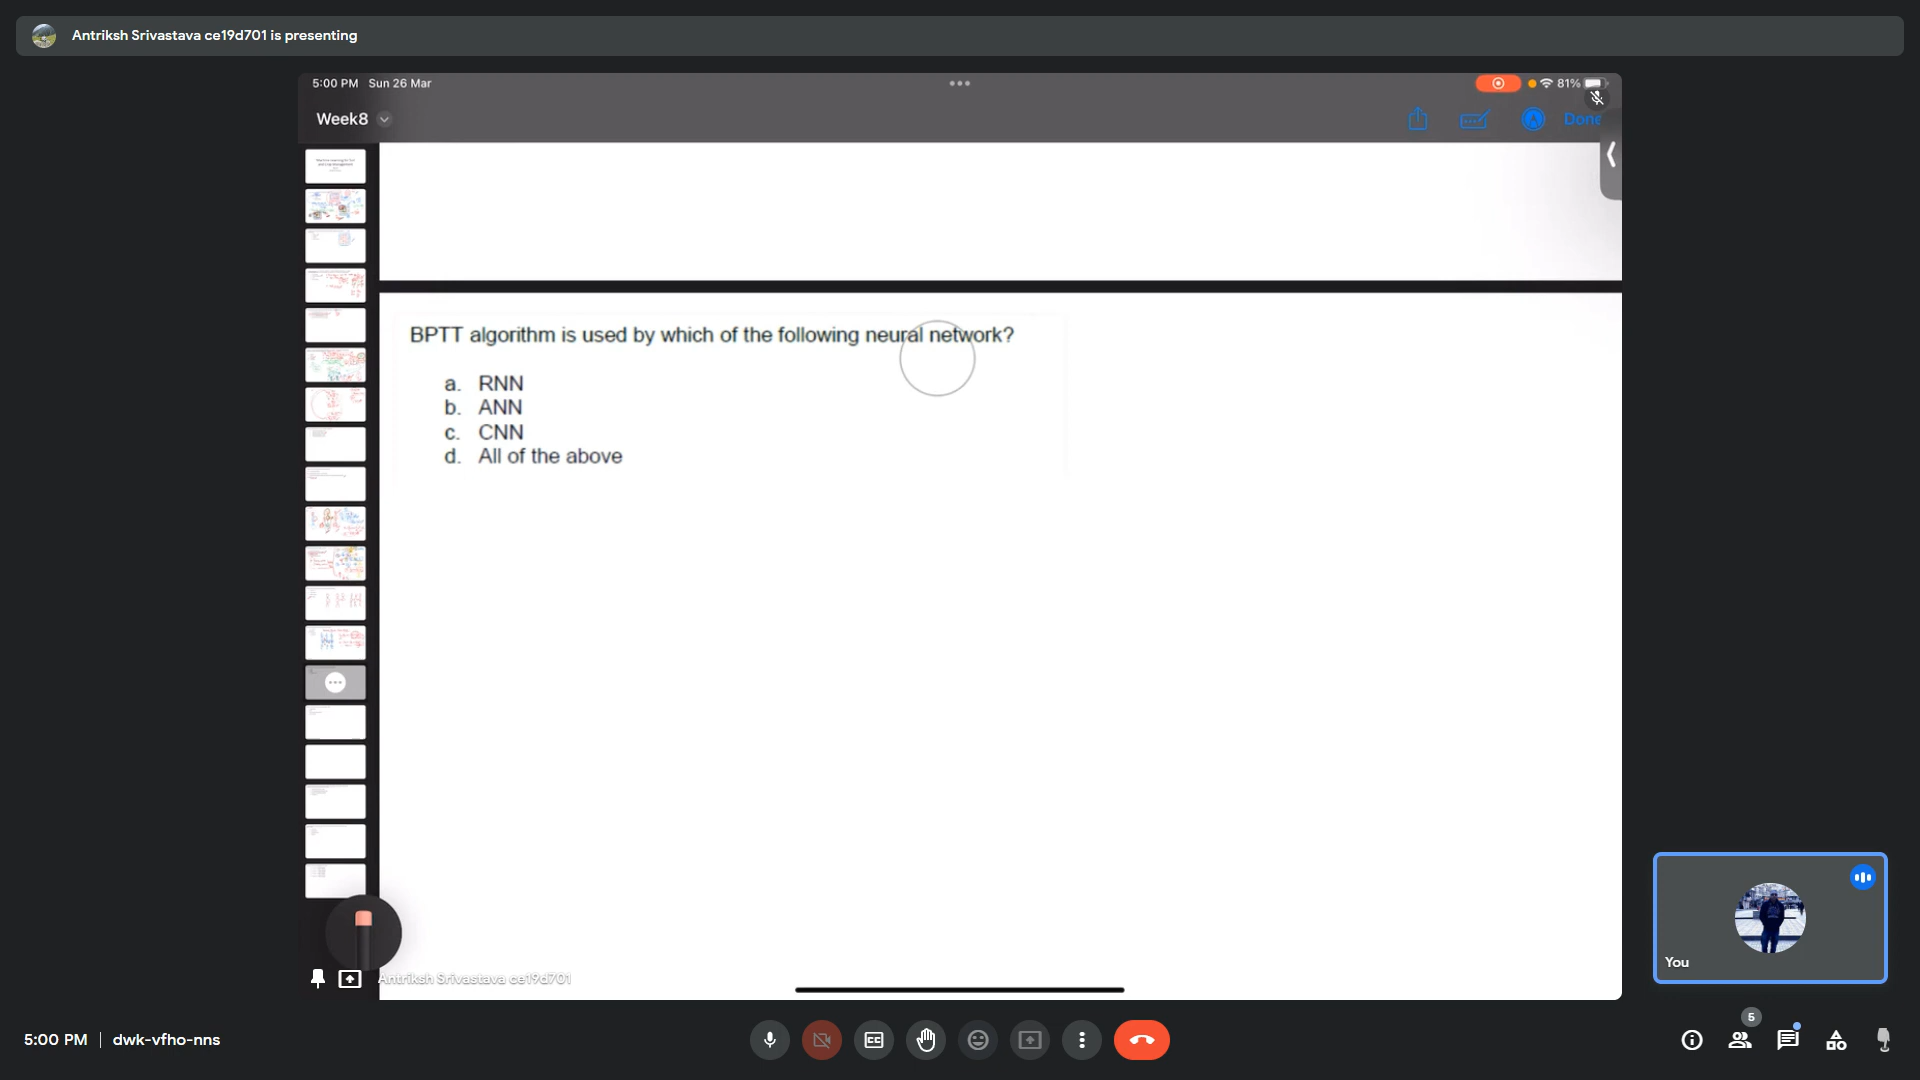 Antriksh Srivastava ce19d701 is presenting
5:00 PM Sun 26 Mar
81%
Week8
Done
BPTT algorithm is used by which of the following neural network?
a. RNN
b. ANN
c. CNN
d. All of the above
Antriksh Srivastava ce19d701
You
5:00 PM | dwk-vfho-nns
CC
5